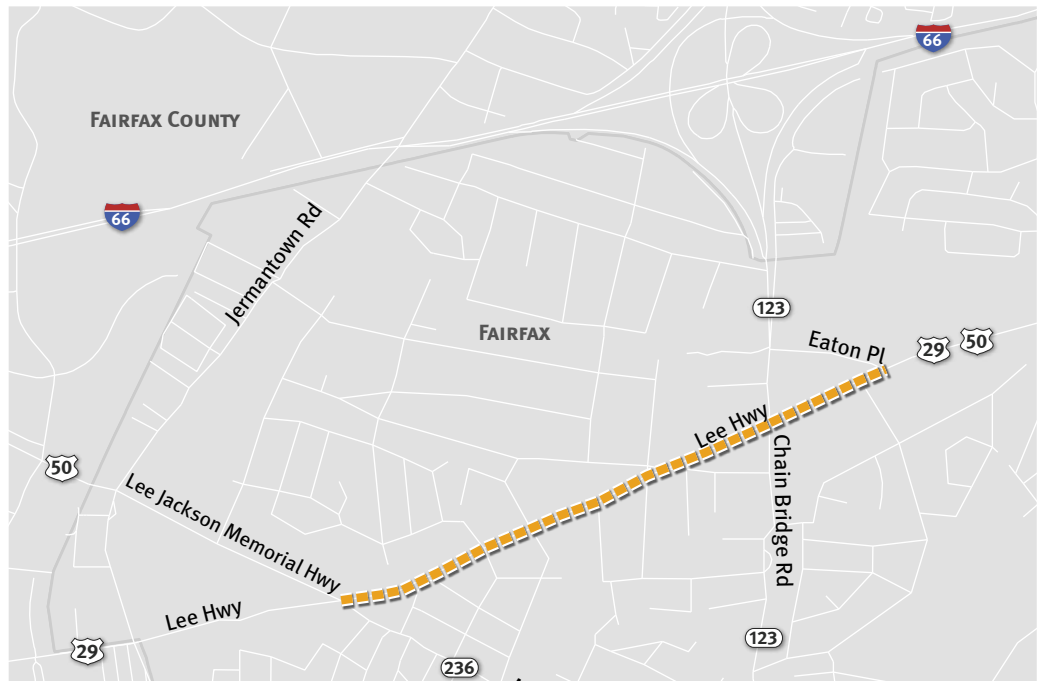 66
FAIRFAX COUNTY
66
Jermantown Rd
123
FAIRFAX
Eaton Pl
29
50
Lee Hwy
Chain Bridge Rd
50
Lee Jackson Memorial Hwy
Lee Hwy
29
123
236